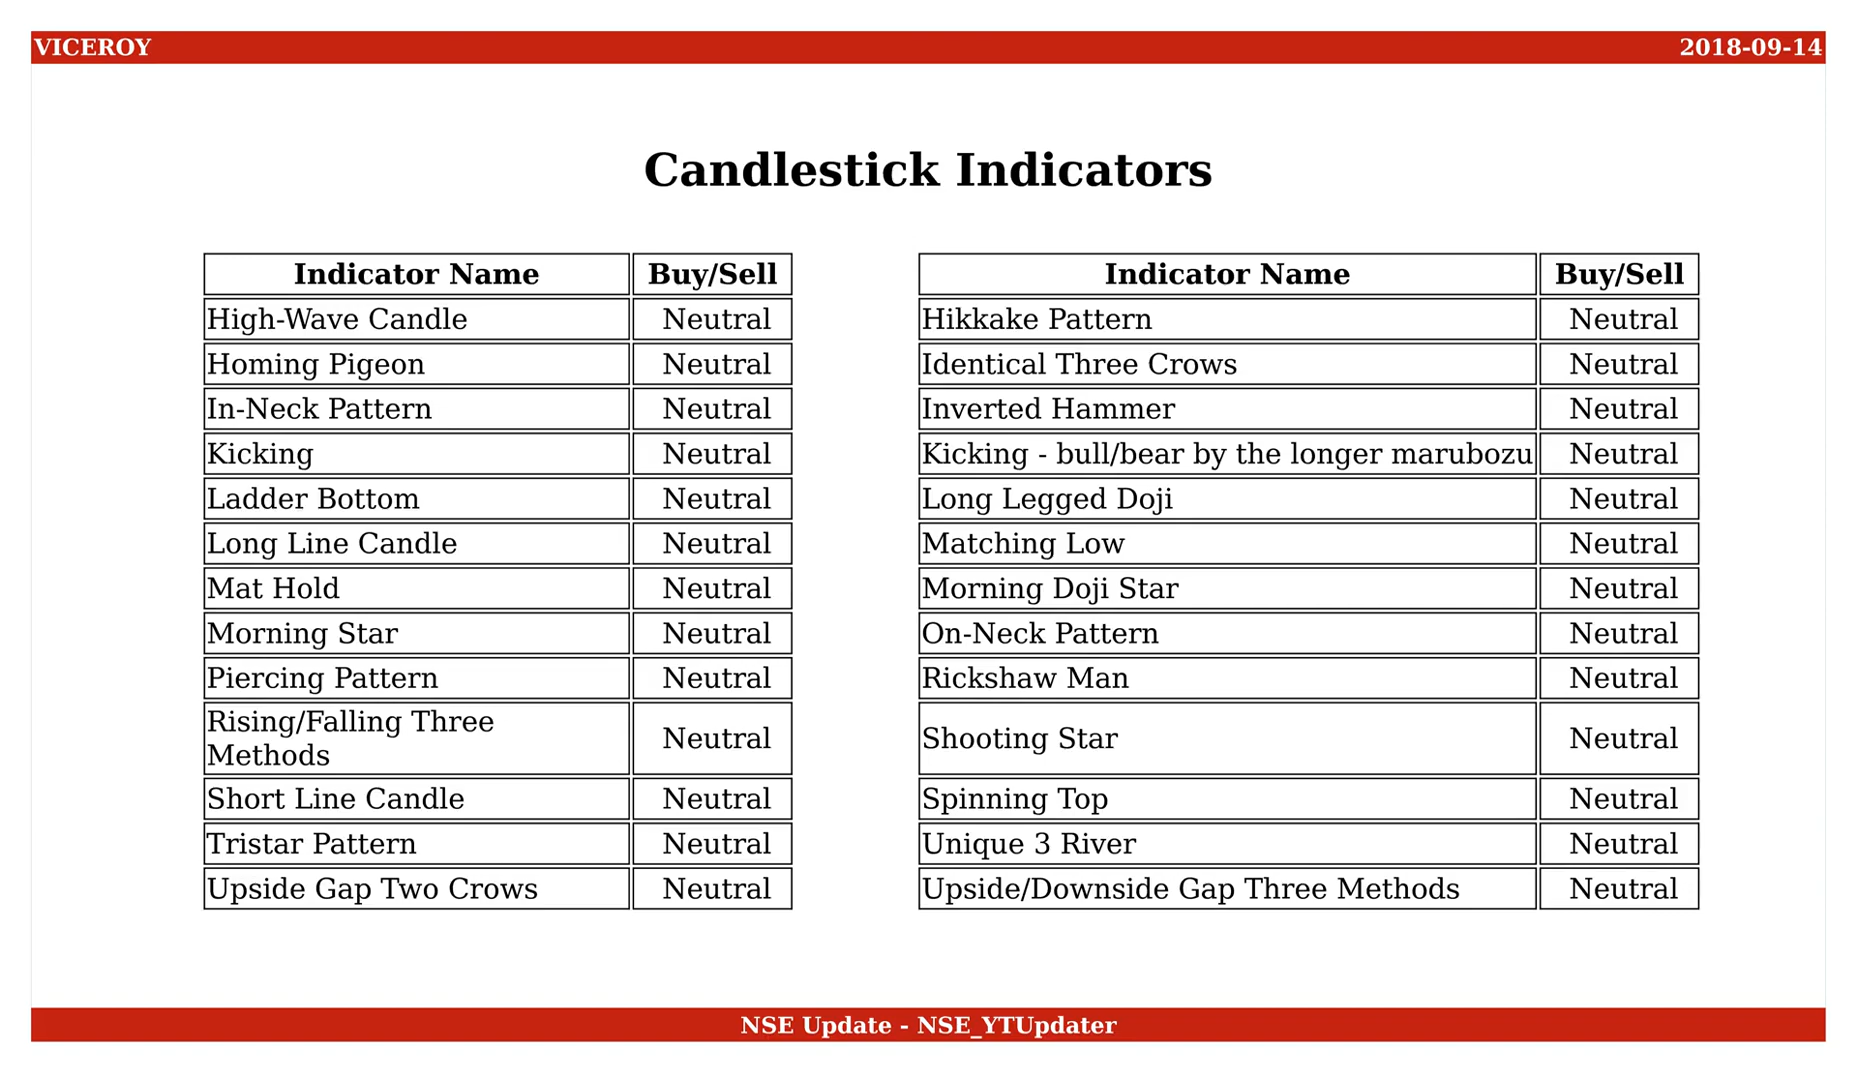 VICEROY 2018-09-14
Candlestick Indicators
Indicator Name Buy/Sell
High-Wave Candle Neutral
Homing Pigeon Neutral
In-Neck Pattern Neutral
Kicking Neutral
Ladder Bottom Neutral
Long Line Candle Neutral
Mat Hold Neutral
Morning Star Neutral
Piercing Pattern Neutral
Rising/Falling Three
Methods Neutral
Short Line Candle Neutral
Tristar Pattern Neutral
Upside Gap Two Crows Neutral
Indicator Name Buy/Sell
Hikkake Pattern Neutral
Identical Three Crows Neutral
Inverted Hammer Neutral
Kicking - bull/bear by the longer marubozu Neutral
Long Legged Doji Neutral
Matching Low Neutral
Morning Doji Star Neutral
On-Neck Pattern Neutral
Rickshaw Man Neutral
Shooting Star Neutral
Spinning Top Neutral
Unique 3 River Neutral
Upside/Downside Gap Three Methods Neutral
NSE Update - NSE_YTUpdater